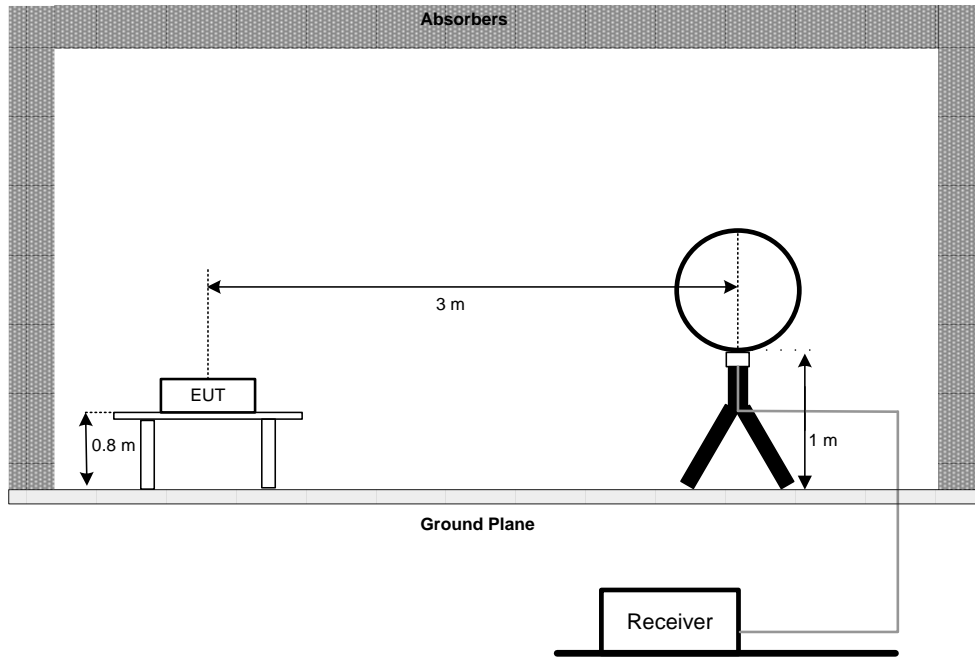 Absorbers
3 m
EUT
0.8 m
1 m
Ground Plane
Receiver